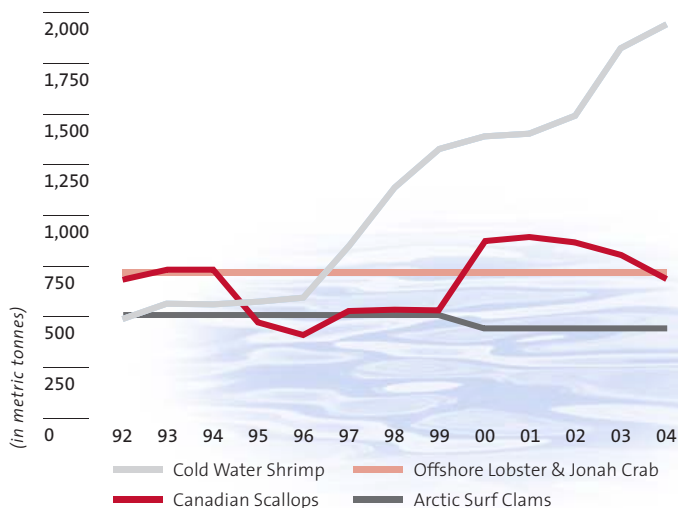 2,000
1,750
1,500
1,250
1,000
750
500
250
0
(in metric tonnes)
92 93 94 95 96 97 98 99 00 01 02 03 04
Cold Water Shrimp Offshore Lobster & Jonah Crab
Canadian Scallops Arctic Surf Clams